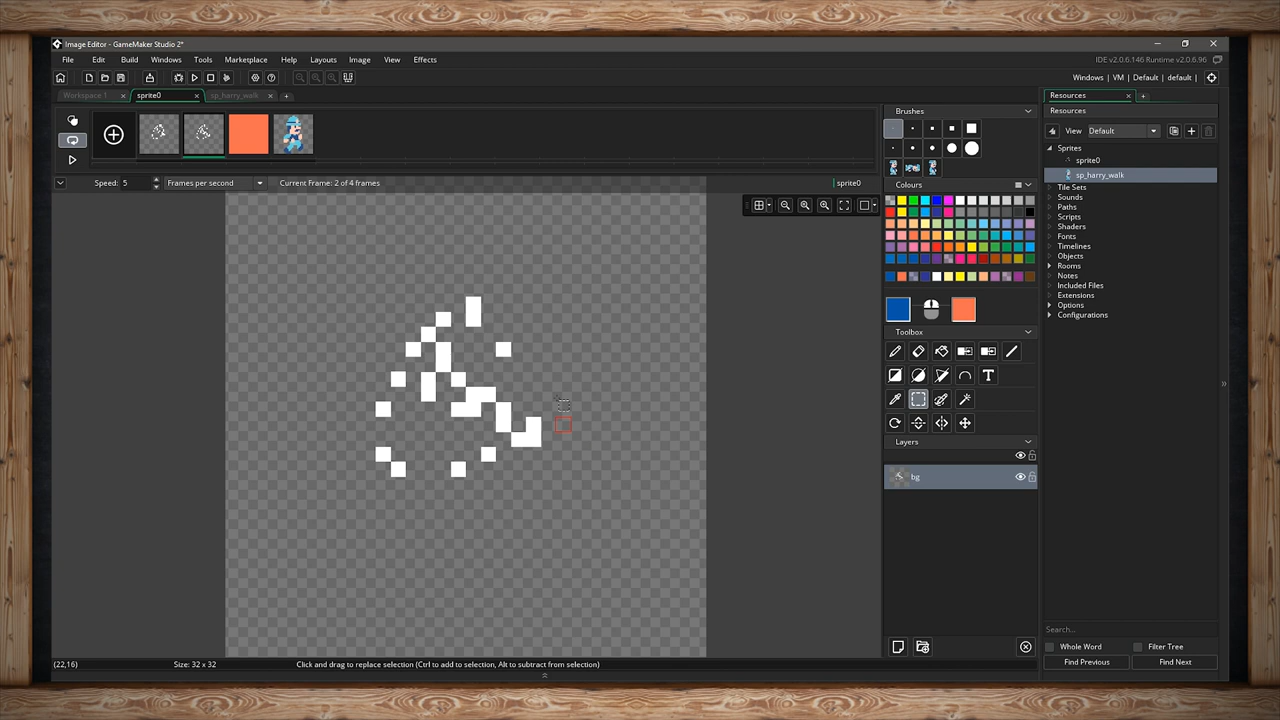 Image Editor - GameMaker Studio 2*
File Edit Build Windows Tools Marketplace Help Layouts Image View Effects
IDE v2.0.6.146 Runtime v2.0.6.96
Windows | VM | Default | default |
Workspace 1 × sprite0 × sp_harry_walk × +
Speed: 5 Frames per second Current Frame: 2 of 4 frames sprite0
Brushes
Colours
Toolbox
T
Layers
bg
Resources × +
Resources
View Default
Sprites
sprite0
sp_harry_walk
Tile Sets
Sounds
Paths
Scripts
Shaders
Fonts
Timelines
Objects
Rooms
Notes
Included Files
Extensions
Options
Configurations
Search...
Whole Word Filter Tree
Find Previous Find Next
(22,16) Size: 32 x 32 Click and drag to replace selection (Ctrl to add to selection, Alt to subtract from selection)